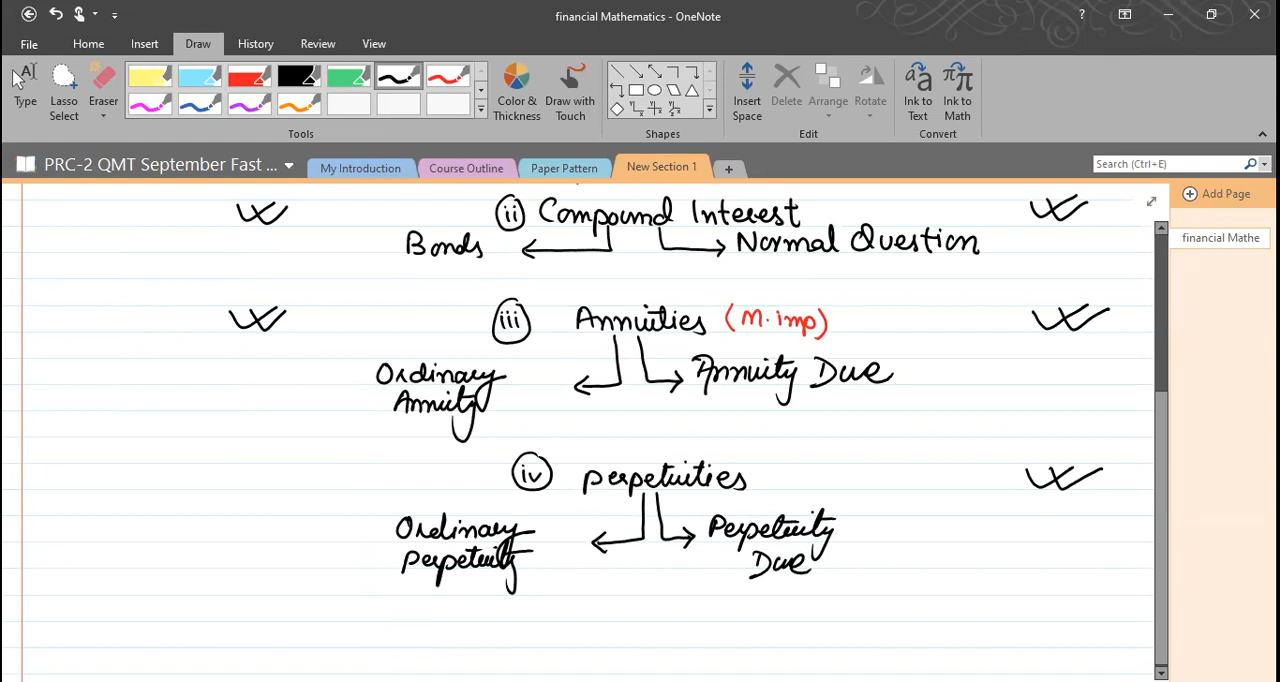 financial Mathematics - OneNote
File Home Insert Draw History Review View
Type
Lasso Select
Eraser
Color & Thickness
Draw with Touch
Insert Space
Delete
Arrange
Rotate
Ink to Text
Ink to Math
Tools
Shapes
Edit
Convert
PRC-2 QMT September Fast ...
My Introduction
Course Outline
Paper Pattern
New Section 1
Search (Ctrl+E)
Add Page
financial Mathe
ii Compound Interest
Bonds Normal Question
iii Annuities (M.imp)
Ordinary Annuity
Annuity Due
iv perpetuities
Ordinary perpetuity
Perpetuity Due